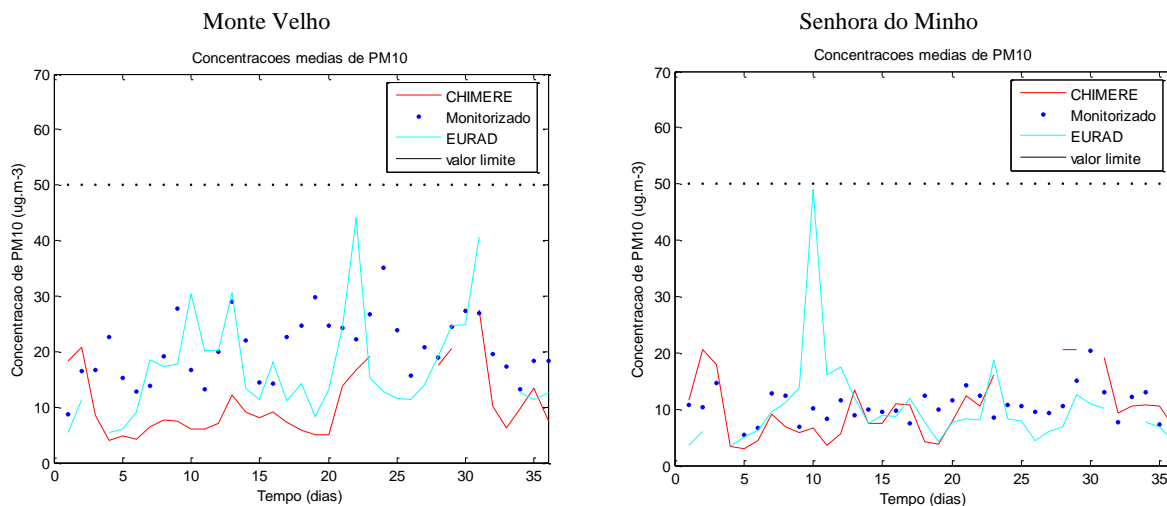 Monte Velho
Concentracoes medias de PM10
70
60
50
40
30
20
10
0
Concentracao de PM10 (ug.m-3)
CHIMERE
Monitorizado
EURAD
valor limite
0 5 10 15 20 25 30 35
Tempo (dias)
Senhora do Minho
Concentracoes medias de PM10
70
60
50
40
30
20
10
0
Concentracao de PM10 (ug.m-3)
CHIMERE
Monitorizado
EURAD
valor limite
0 5 10 15 20 25 30 35
Tempo (dias)